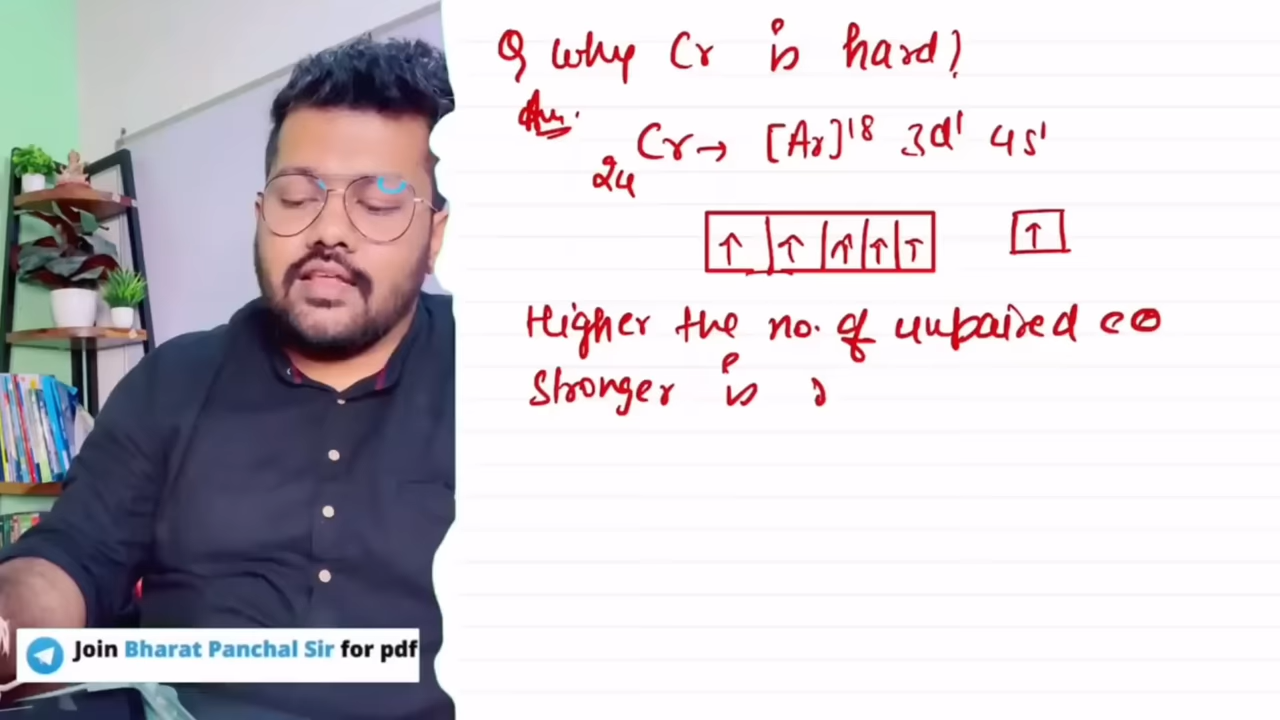 Q Why Cr is hard?
Ans.
24Cr → [Ar]¹⁸ 3d¹ 4s¹
↑ ↑ ↑ ↑ ↑ ↑
Higher the no. of unpaired e⊖
Stronger is
Join Bharat Panchal Sir for pdf